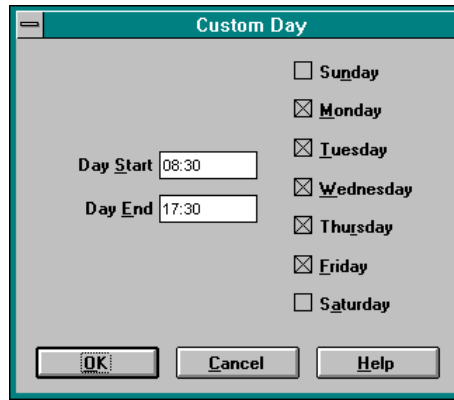 Custom Day
Sunday
Monday
Tuesday
Day Start 08:30
Wednesday
Day End 17:30
Thursday
Friday
Saturday
OK Cancel Help